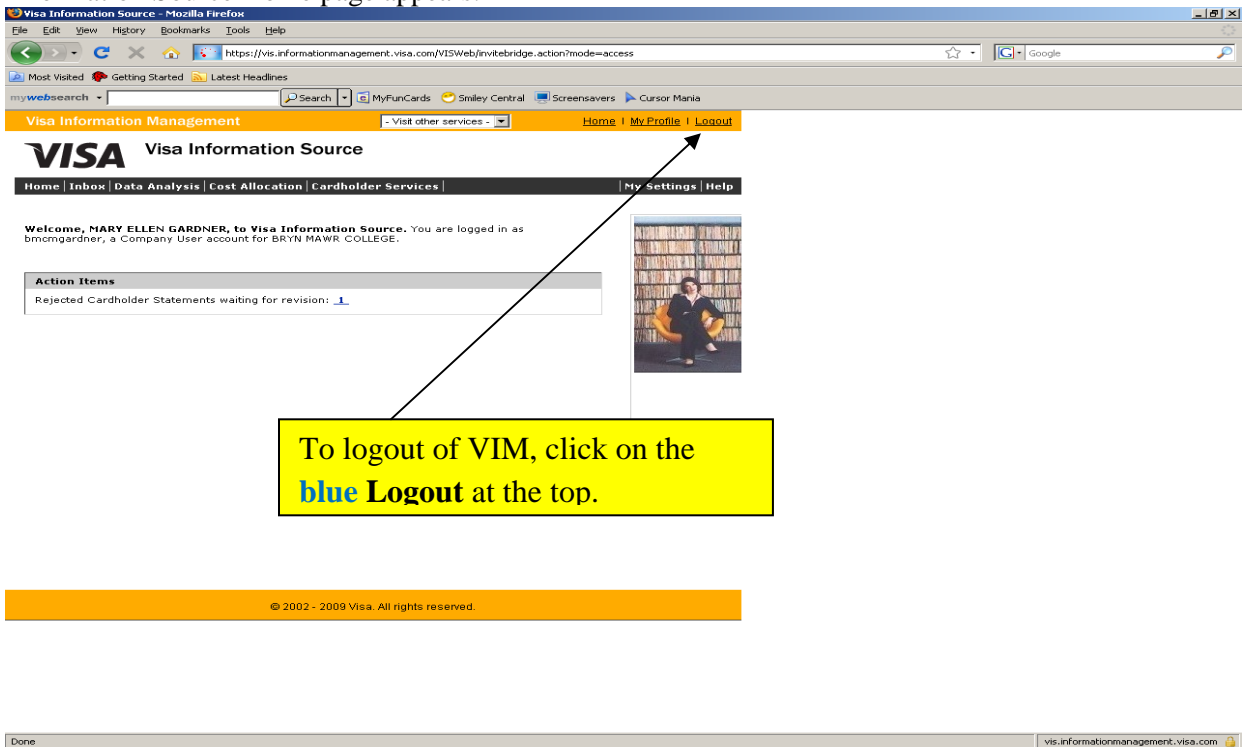 Information Source Home page appears.
Visa Information Source - Mozilla Firefox
File Edit View History Bookmarks Tools Help
https://vis.informationmanagement.visa.com/VISWeb/invitebridge.action?mode=access
G Google
Most Visited Getting Started Latest Headlines
mywebsearch Search MyFunCards Smiley Central Screensavers Cursor Mania
Visa Information Management - Visit other services - Home | My Profile | Logout
VISA Visa Information Source
Home | Inbox | Data Analysis | Cost Allocation | Cardholder Services | | My Settings | Help
Welcome, MARY ELLEN GARDNER, to Visa Information Source. You are logged in as
bmcmgardner, a Company User account for BRYN MAWR COLLEGE.
Action Items
Rejected Cardholder Statements waiting for revision: 1
To logout of VIM, click on the
blue Logout at the top.
© 2002 - 2009 Visa. All rights reserved.
Done vis.informationmanagement.visa.com